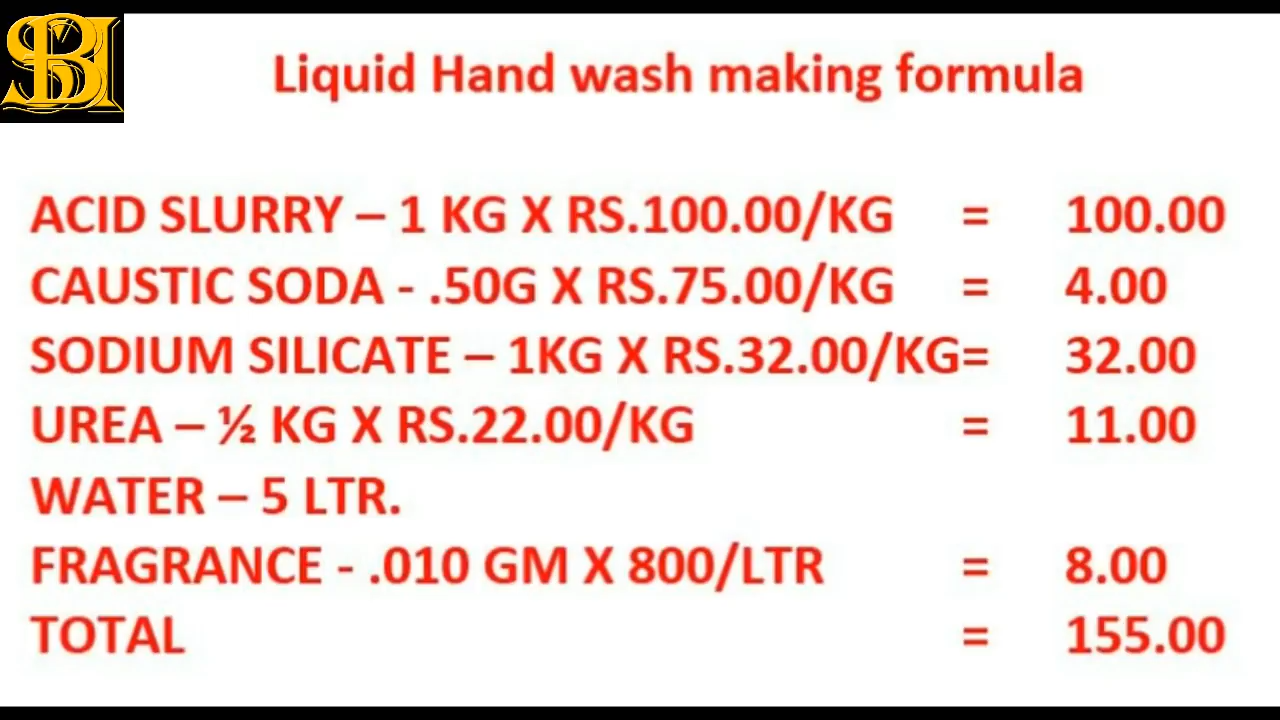 SBI
Liquid Hand wash making formula
ACID SLURRY – 1 KG X RS.100.00/KG = 100.00
CAUSTIC SODA - .50G X RS.75.00/KG = 4.00
SODIUM SILICATE – 1KG X RS.32.00/KG= 32.00
UREA – ½ KG X RS.22.00/KG = 11.00
WATER – 5 LTR.
FRAGRANCE - .010 GM X 800/LTR = 8.00
TOTAL = 155.00